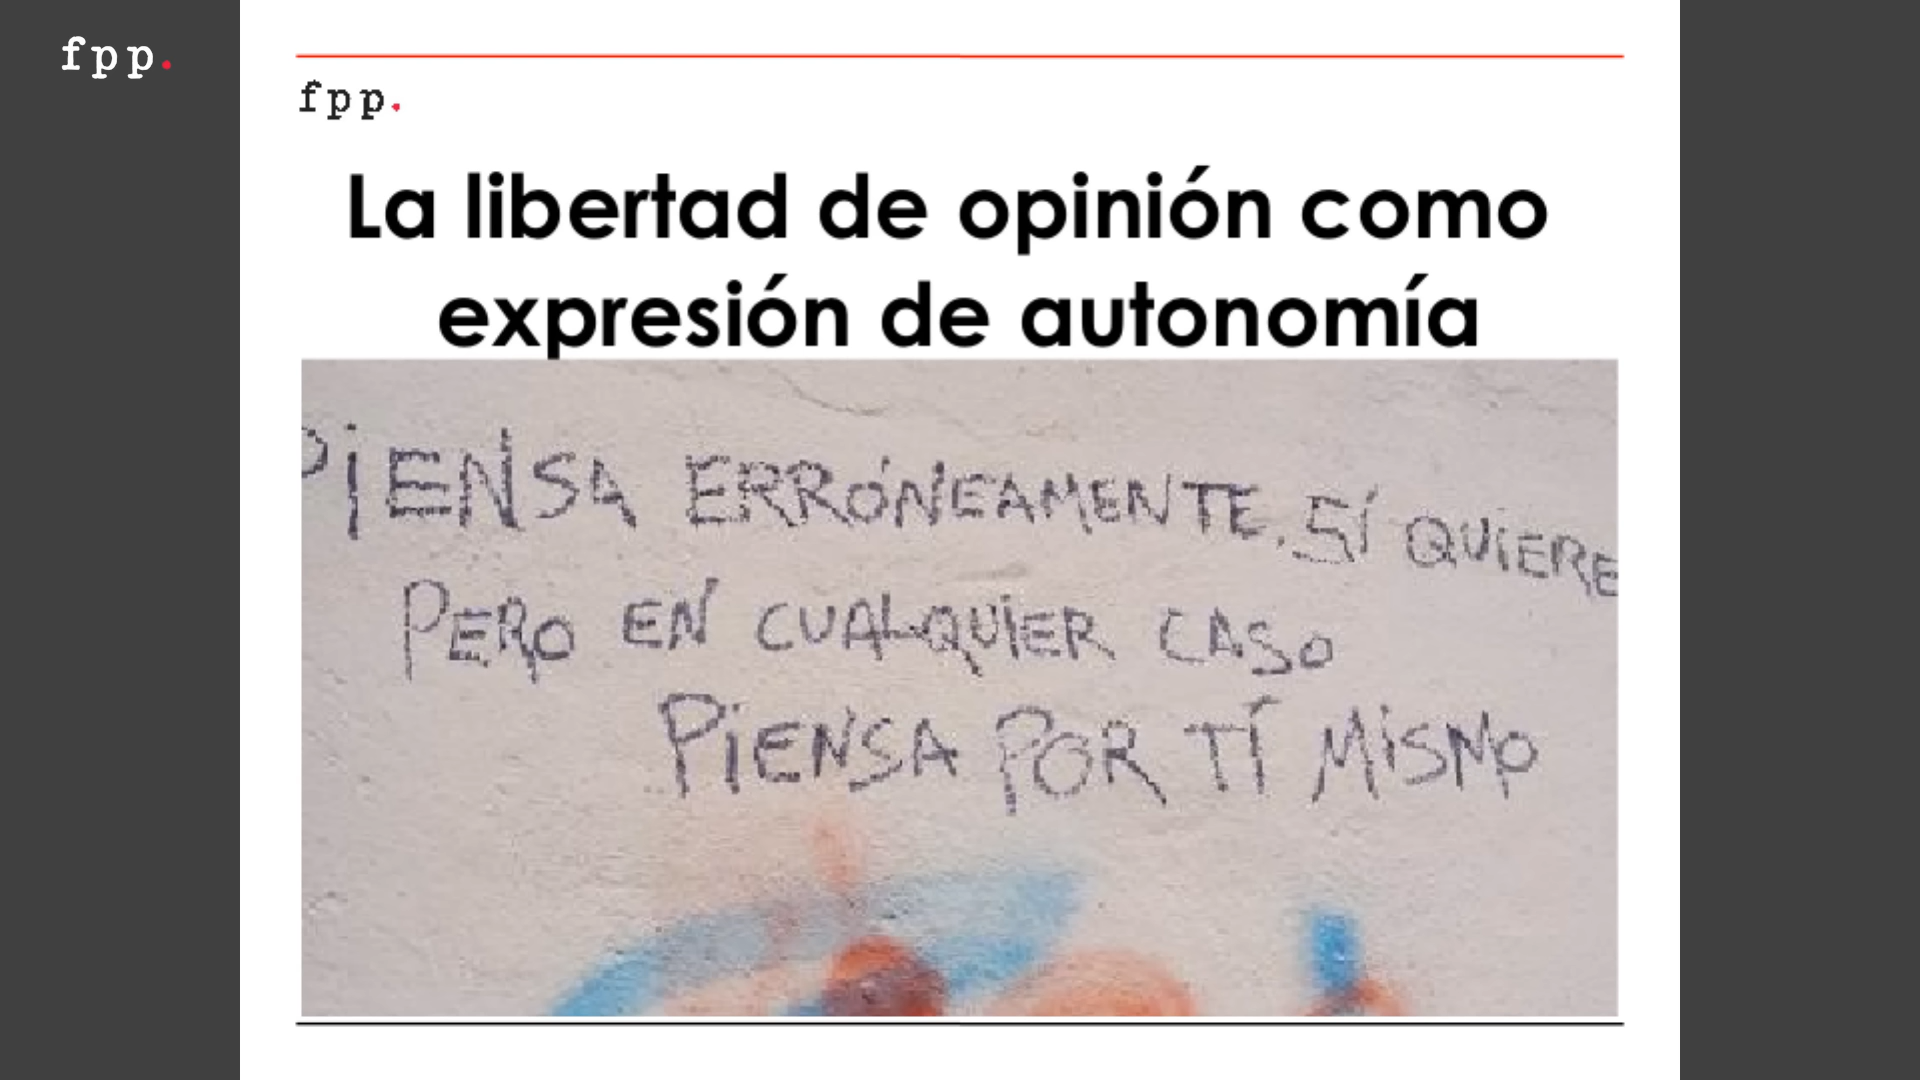 fpp.
fpp.
La libertad de opinión como
expresión de autonomía
PiENSA ERRÓNEAMENTE, SÍ QUiERE
PERO EN CUALQUiER CASO
PiENSA POR TÍ MiSMO